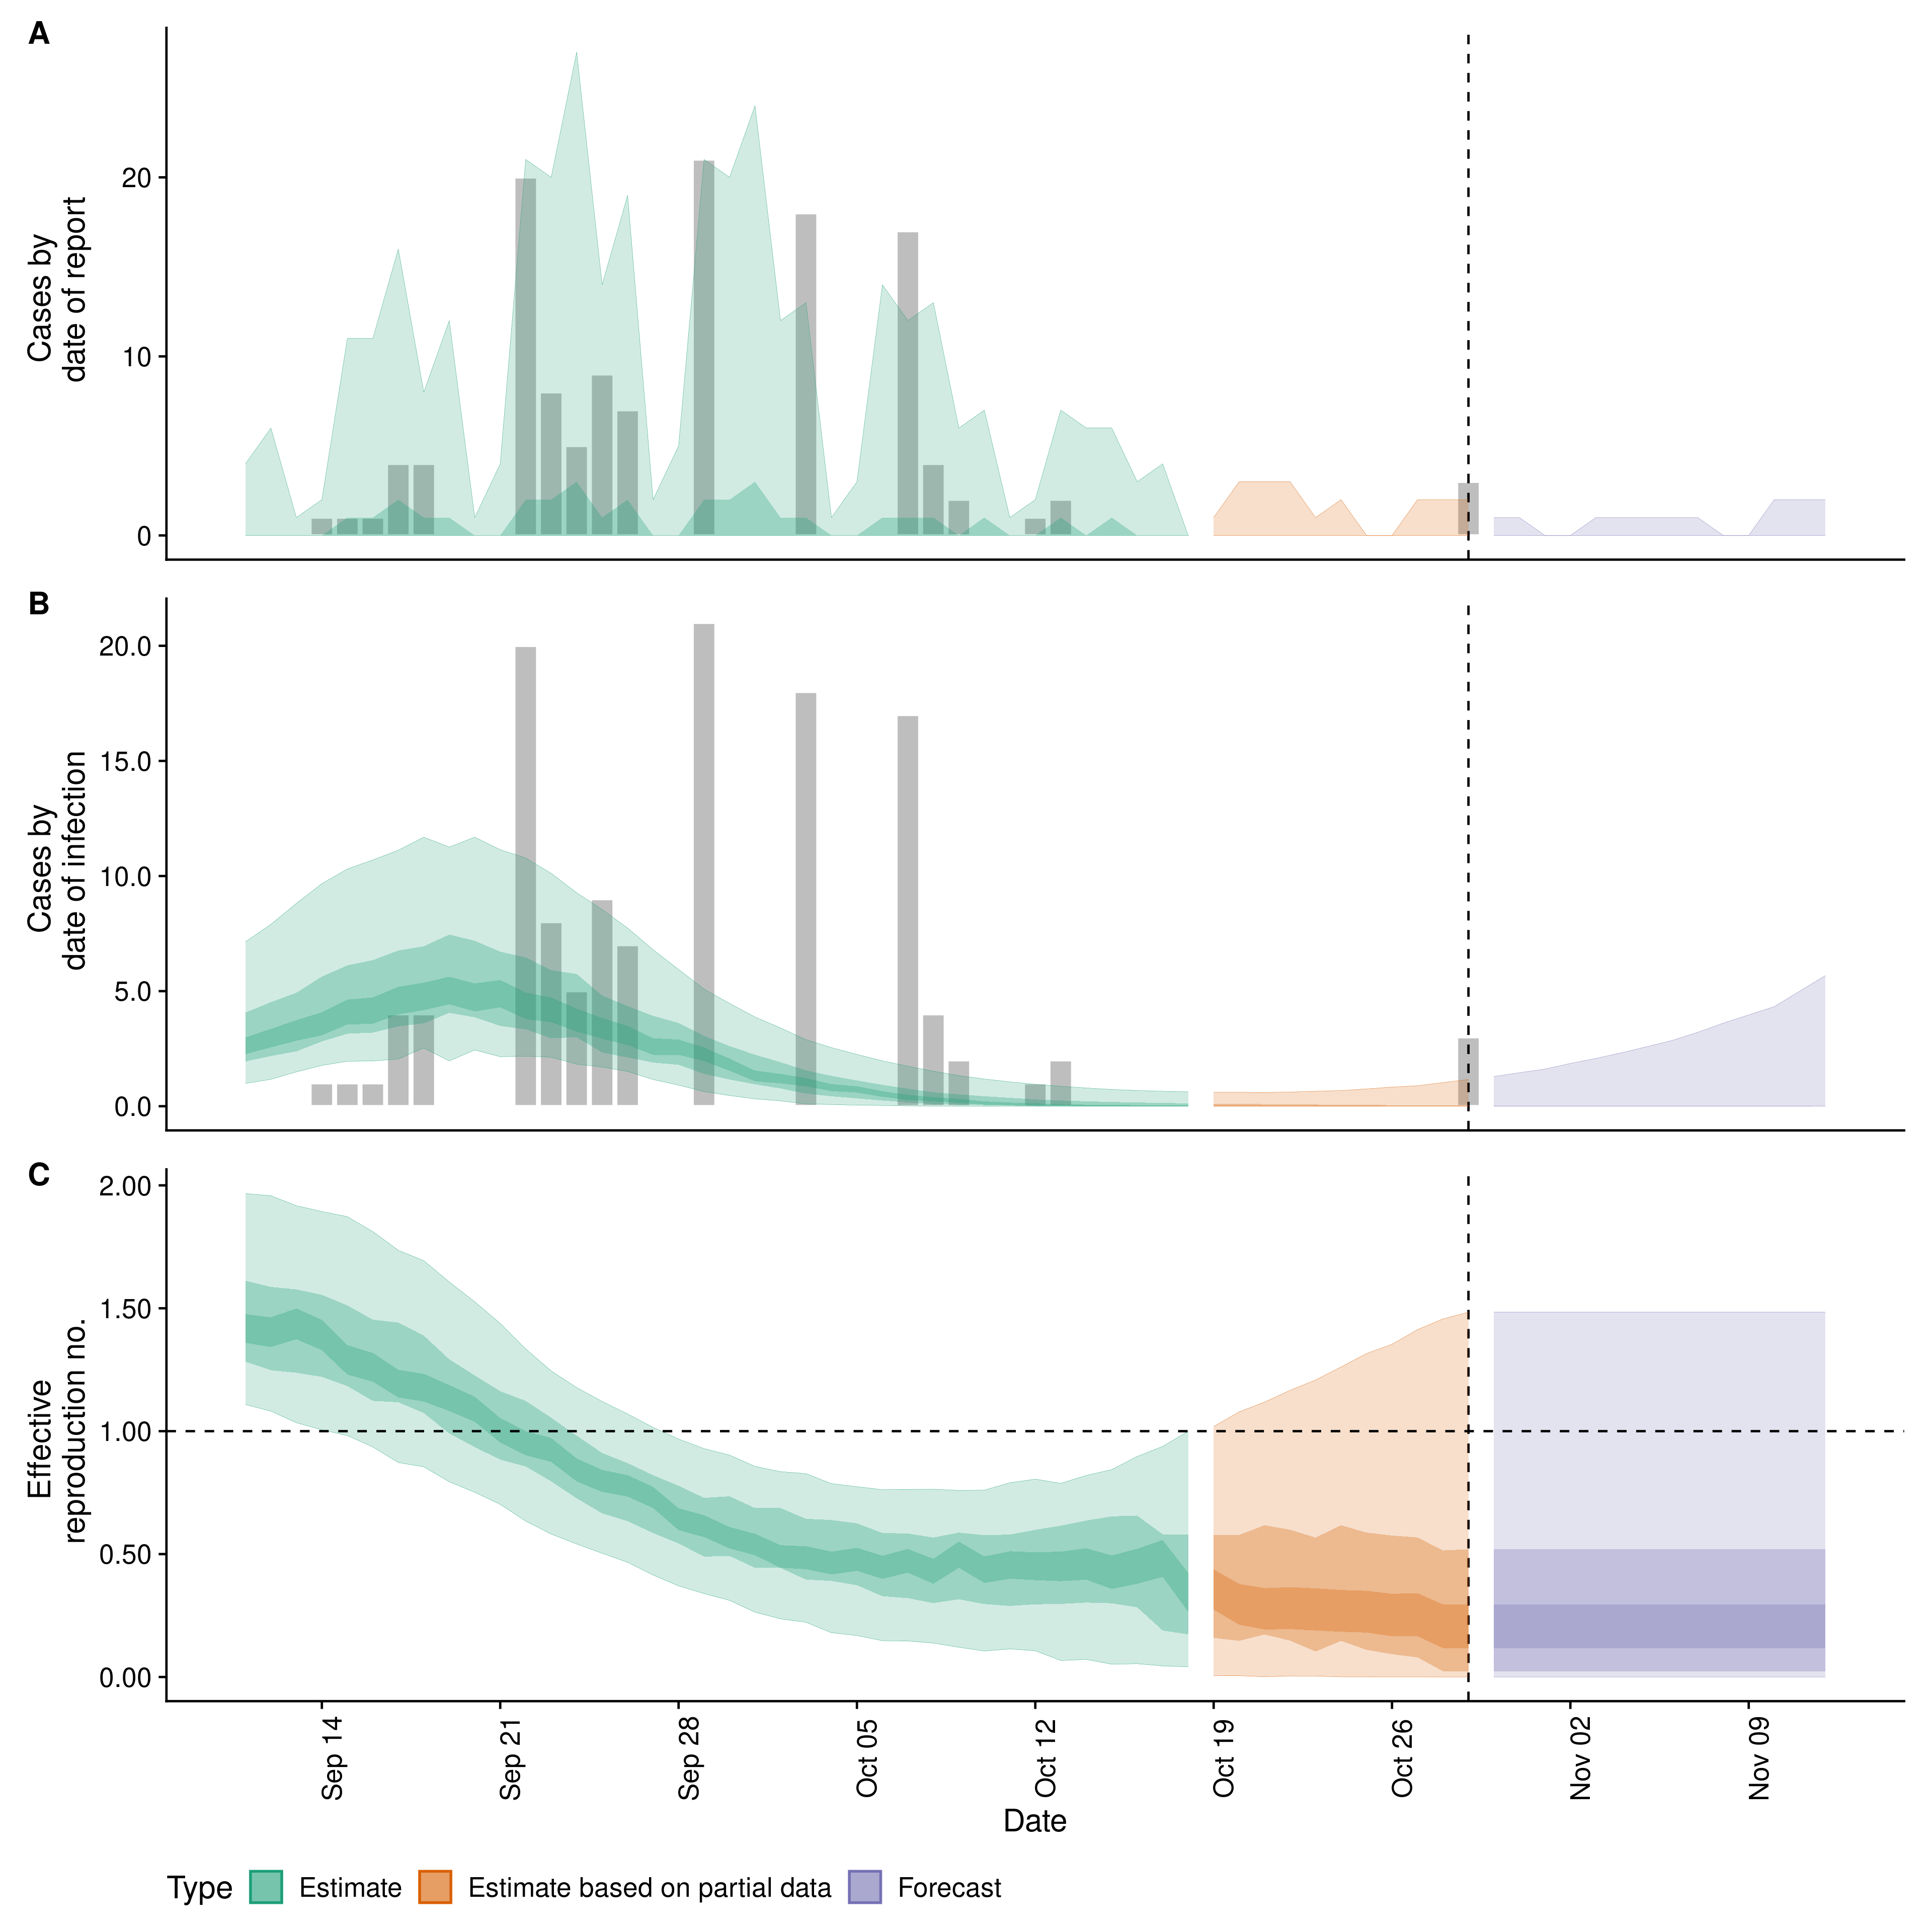 A
Cases by
date of report
20
10
0
B
Cases by
date of infection
20.0
15.0
10.0
5.0
0.0
C
Effective
reproduction no.
2.00
1.50
1.00
0.50
0.00
Sep 14
Sep 21
Sep 28
Oct 05
Oct 12
Oct 19
Oct 26
Nov 02
Nov 09
Date
Type Estimate Estimate based on partial data Forecast